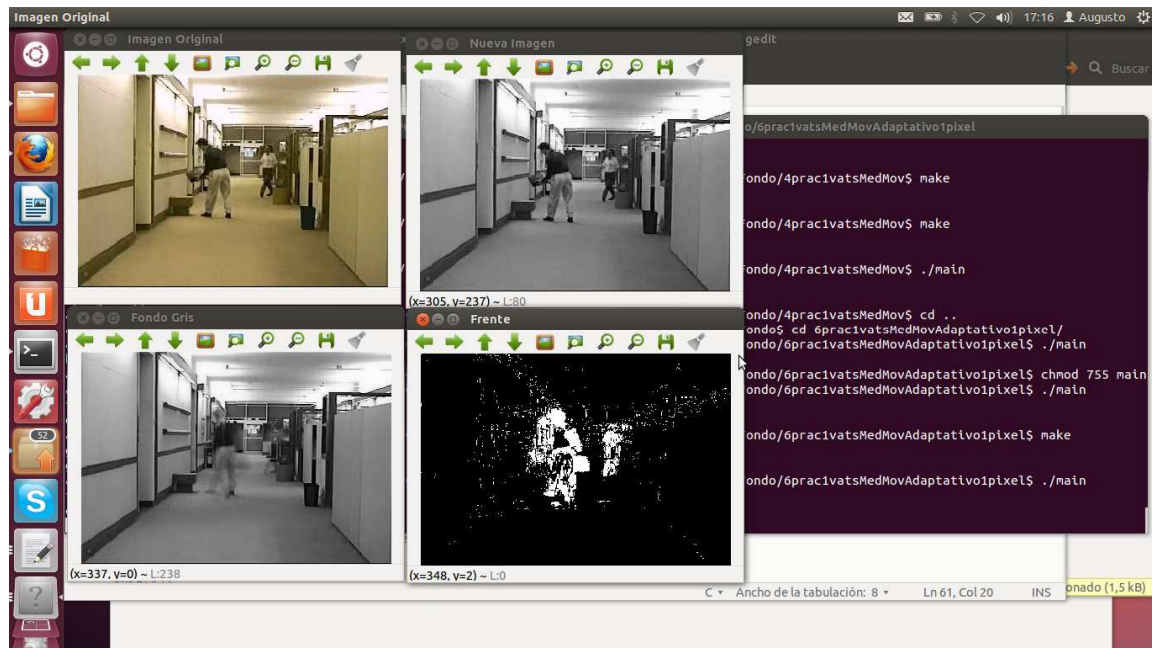 Imagen Original
17:16 Augusto
Imagen Original
Nueva Imagen
gedit
Buscar
(x=305, y=237) ~ L:80
Fondo Gris
Frente
(x=337, y=0) ~ L:238
(x=348, y=2) ~ L:0
o/6prac1vatsMedMovAdaptativo1pixel
fondo/4prac1vatsMedMov$ make
fondo/4prac1vatsMedMov$ make
fondo/4prac1vatsMedMov$ ./main
fondo/4prac1vatsMedMov$ cd ..
fondo$ cd 6prac1vatsMedMovAdaptativo1pixel/
fondo/6prac1vatsMedMovAdaptativo1pixel$ ./main
fondo/6prac1vatsMedMovAdaptativo1pixel$ chmod 755 main
fondo/6prac1vatsMedMovAdaptativo1pixel$ ./main
fondo/6prac1vatsMedMovAdaptativo1pixel$ make
fondo/6prac1vatsMedMovAdaptativo1pixel$ ./main
52
C Ancho de la tabulación: 8 Ln 61, Col 20 INS
onado (1,5 kB)